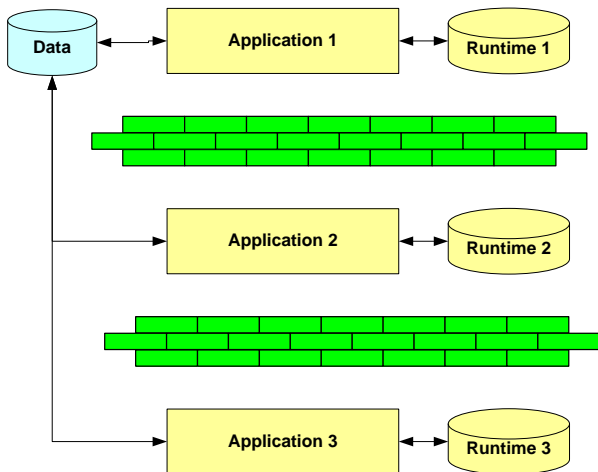 Data
Application 1
Runtime 1
Application 2
Runtime 2
Application 3
Runtime 3